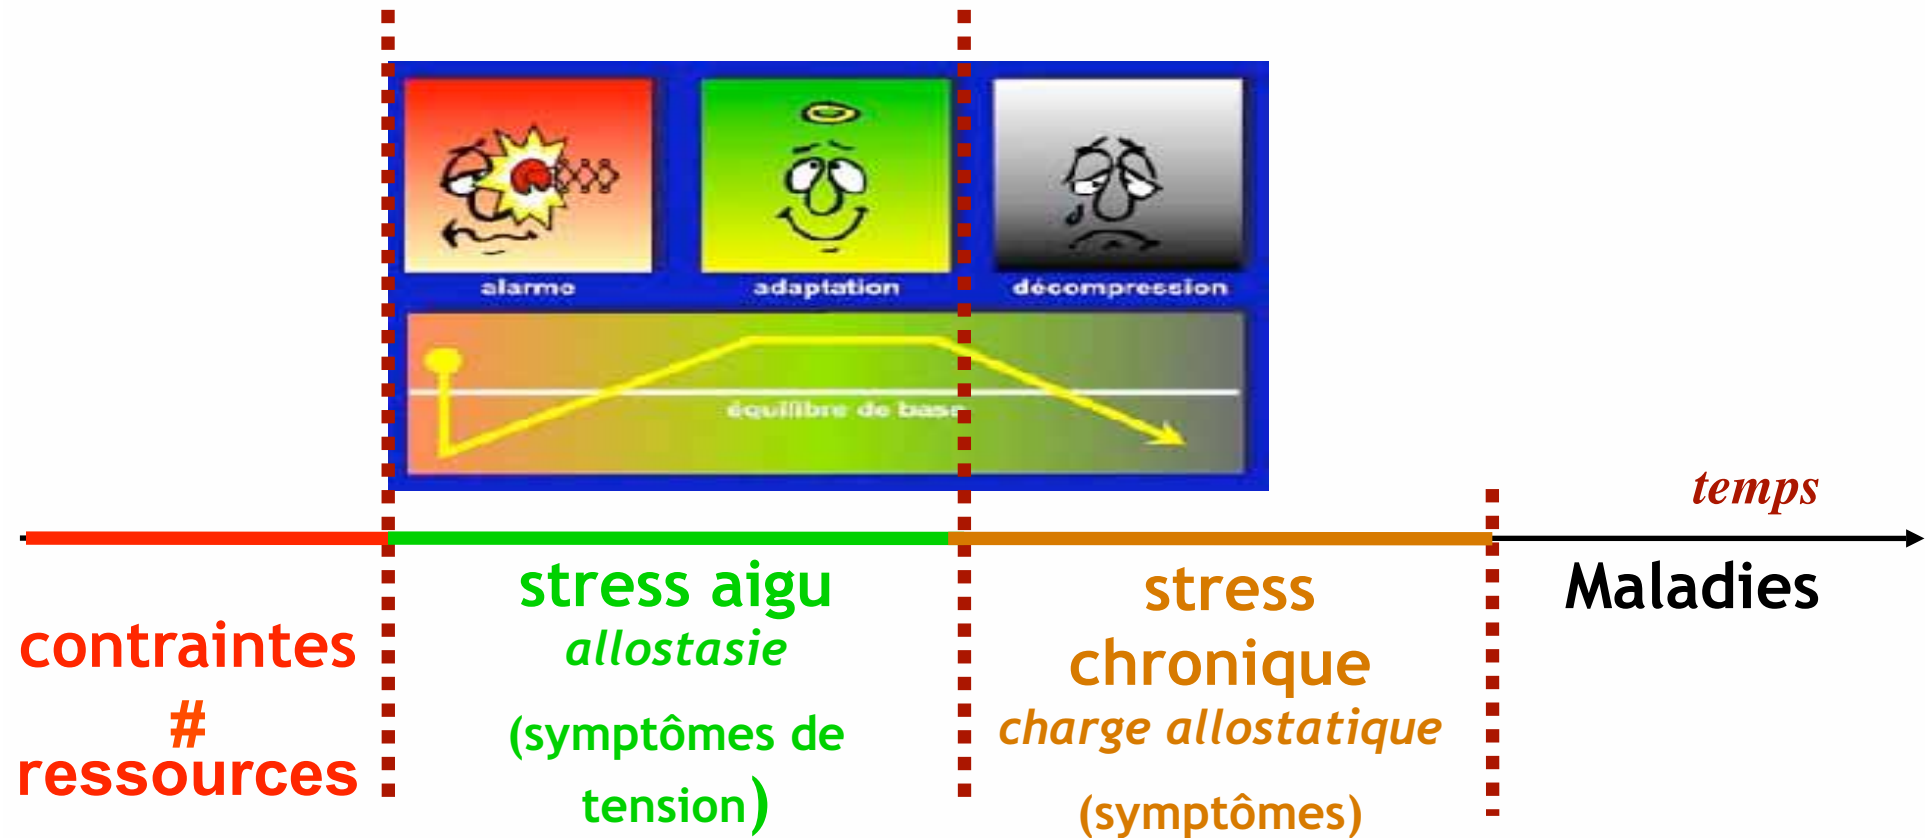 alarme
adaptation
décompression
équilibre de base
temps
contraintes
#
ressources
stress aigu
allostasie
(symptômes de
tension)
stress
chronique
charge allostatique
(symptômes)
Maladies